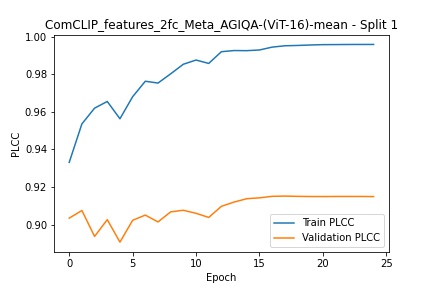 ComCLIP_features_2fc_Meta_AGIQA-(ViT-16)-mean - Split 1
1.00
0.98
0.96
0.94
0.92
0.90
PLCC
Train PLCC
Validation PLCC
0
5
10
15
20
25
Epoch